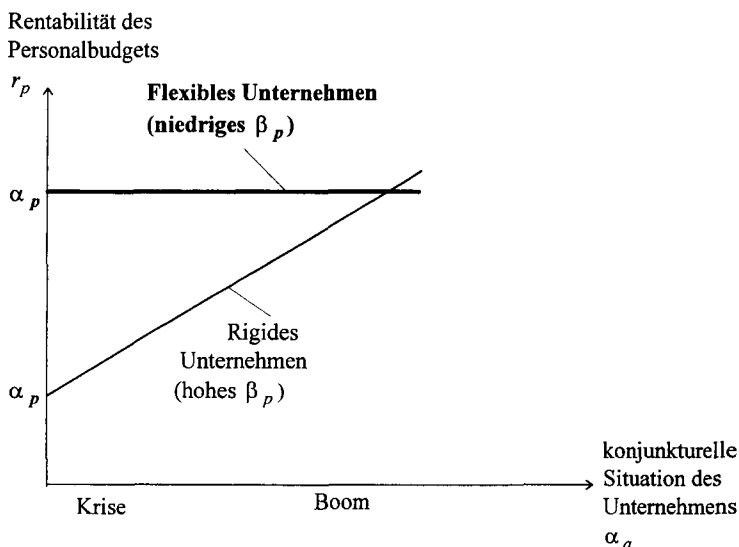 Rentabilität des
Personalbudgets
r_p
Flexibles Unternehmen
(niedriges β_p)
α_p
Rigides
Unternehmen
(hohes β_p)
α_p
konjunkturelle
Situation des
Unternehmens
α_a
Krise
Boom